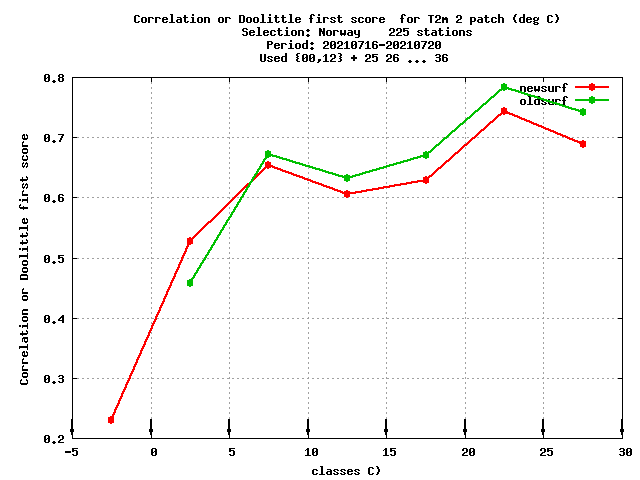 Correlation or Doolittle first score  for T2m 2 patch (deg C)
Selection: Norway    225 stations
Period: 20210716-20210720
Used {00,12} + 25 26 ... 36
newsurf
oldsurf
Correlation or Doolittle first score
0.8
0.7
0.6
0.5
0.4
0.3
0.2
-5 0 5 10 15 20 25 30
classes C)